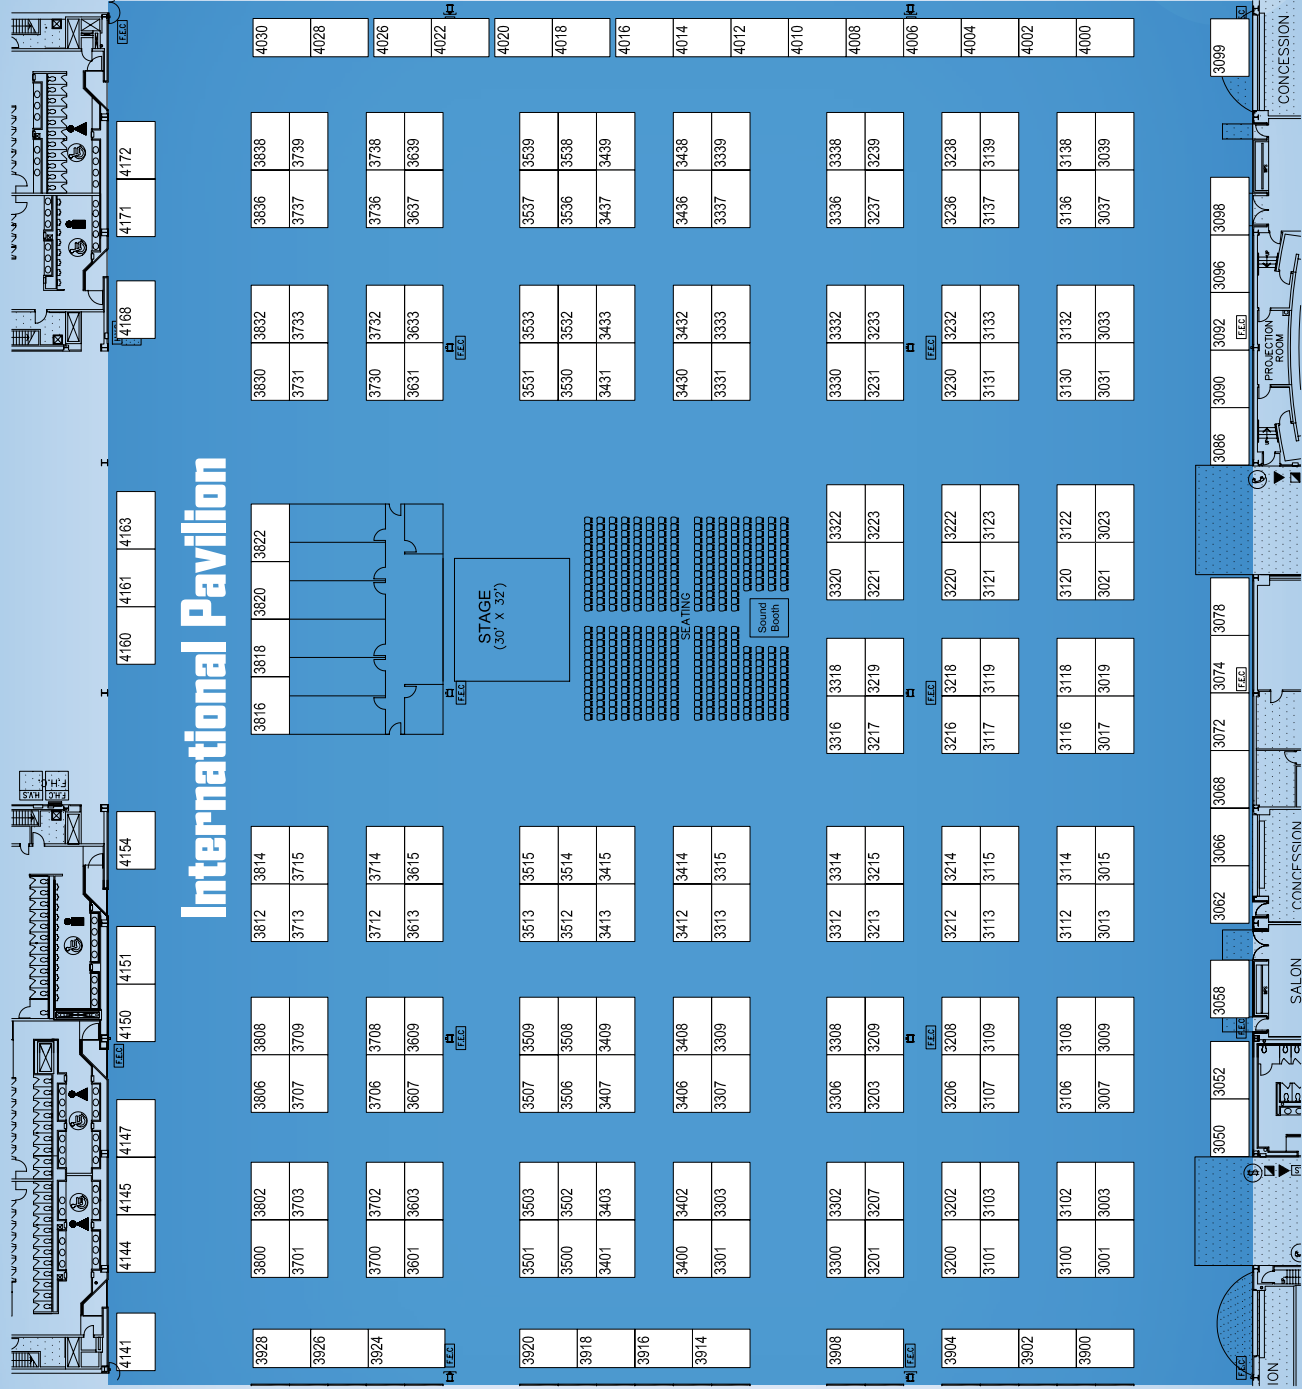 4030 4028 4026 4022 4020 4018 4016 4014 4012 4010 4008 4006 4004 4002 4000
F.E.C
3099
CONCESSION
4172 3838 3739 3738 3639 3539 3538 3439 3438 3339 3338 3239 3238 3139 3138 3039
4171 3836 3737 3736 3637 3537 3536 3437 3436 3337 3336 3237 3236 3137 3136 3037 3098
3096
4168 3832 3733 3732 3633 3533 3532 3433 3432 3333 3332 3233 3232 3133 3132 3033 3092
F.E.C F.E.C F.E.C
PROJECTION
ROOM
3830 3731 3730 3631 3531 3530 3431 3430 3331 3330 3231 3230 3131 3130 3031 3090
3086
International Pavilion
4163 3822 3322 3223 3222 3123 3122 3023
4161 3820 3320 3221 3220 3121 3120 3021
STAGE
(30' X 32')
SEATING
Sound
Booth
3078
4160 3818 3318 3219 3218 3119 3118 3019 3074
F.E.C F.E.C F.E.C
3816 3316 3217 3216 3117 3116 3017 3072
3068
H.V.S F.H.C F.H.C.
4154 3814 3715 3714 3615 3515 3514 3415 3414 3315 3314 3215 3214 3115 3114 3015 3066
CONCESSION
3812 3713 3712 3613 3513 3512 3413 3412 3313 3312 3213 3212 3113 3112 3013 3062
4151
SALON
3058
4150 3808 3709 3708 3609 3509 3508 3409 3408 3309 3308 3209 3208 3109 3108 3009
F.E.C F.E.C F.E.C F.E.C
3806 3707 3706 3607 3507 3506 3407 3406 3307 3306 3203 3206 3107 3106 3007 3052
4147 3050
4145 3802 3703 3702 3603 3503 3502 3403 3402 3303 3302 3207 3202 3103 3102 3003
4144 3800 3701 3700 3601 3501 3500 3401 3400 3301 3300 3201 3200 3101 3100 3001
4141 3928 3926 3924 3920 3918 3916 3914 3908 3904 3902 3900
F.E.C F.E.C F.E.C
ION